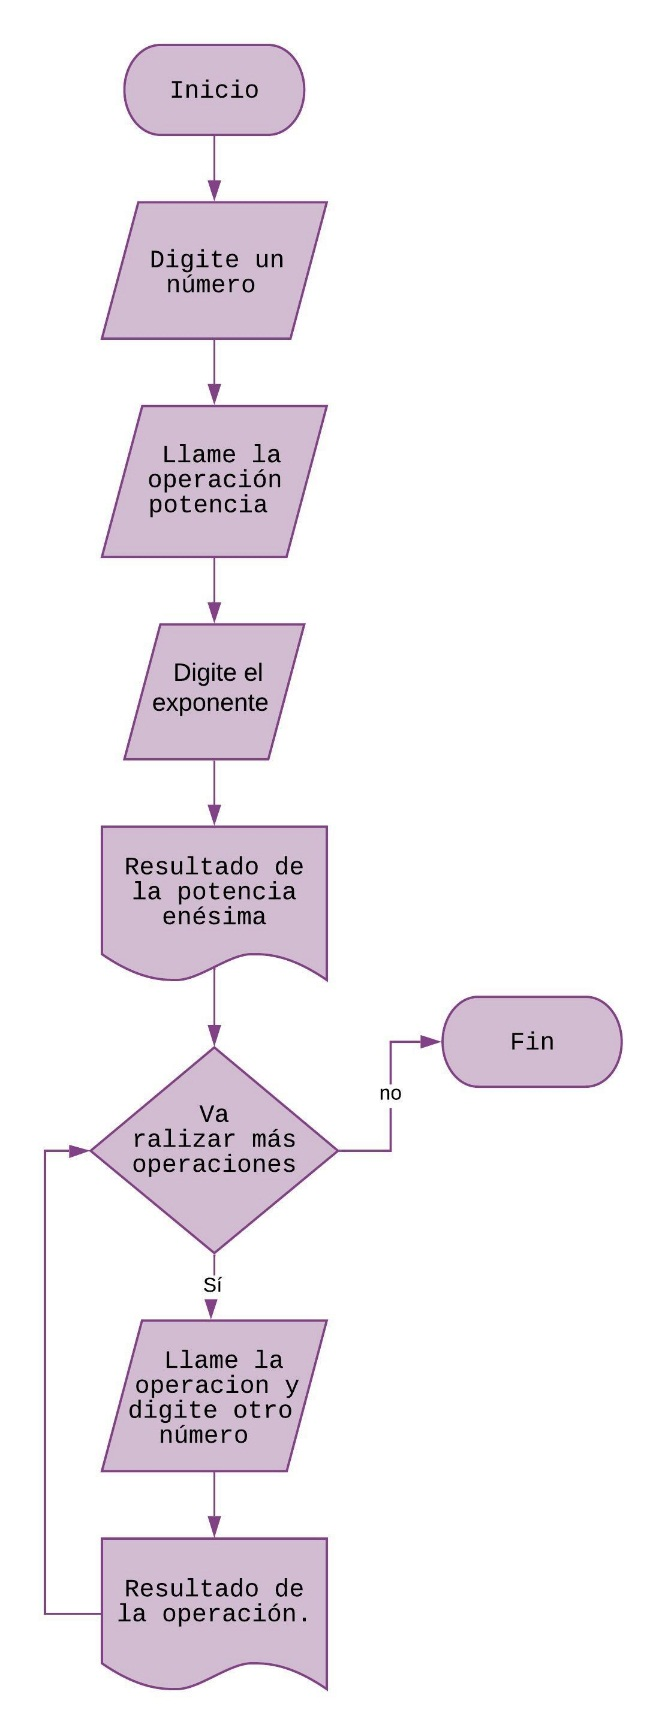 Inicio
Digite un
número
Llame la
operación
potencia
Digite el
exponente
Resultado de
la potencia
enésima
Fin
no
Va
ralizar más
operaciones
Sí
Llame la
operacion y
digite otro
número
Resultado de
la operación.